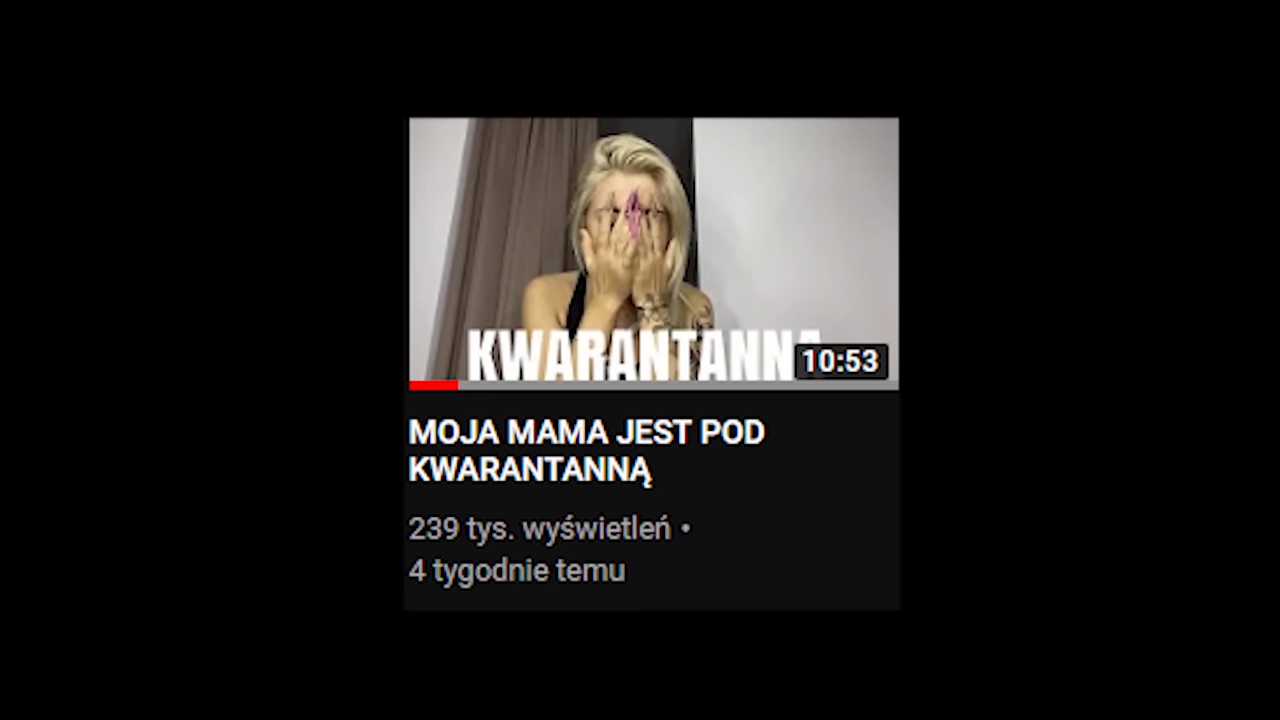 KWARANTANNA
10:53
MOJA MAMA JEST POD
KWARANTANNĄ
239 tys. wyświetleń •
4 tygodnie temu